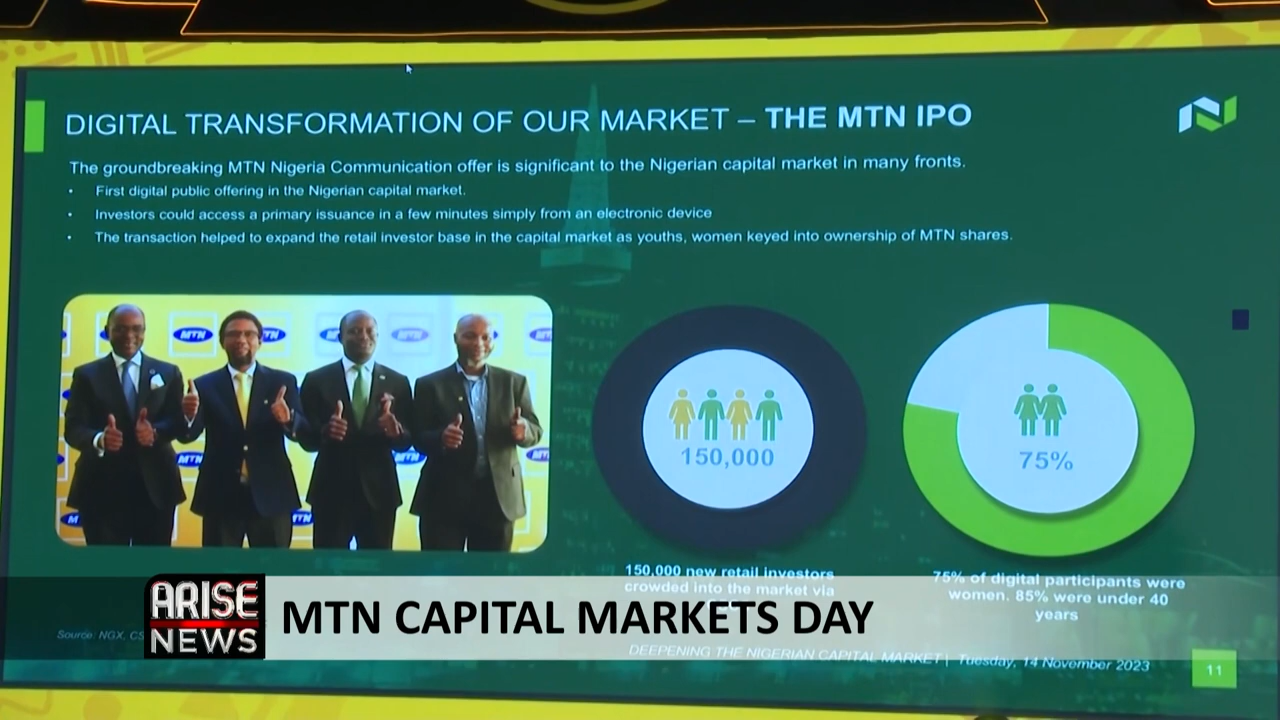 DIGITAL TRANSFORMATION OF OUR MARKET – THE MTN IPO
The groundbreaking MTN Nigeria Communication offer is significant to the Nigerian capital market in many fronts.
• First digital public offering in the Nigerian capital market.
• Investors could access a primary issuance in a few minutes simply from an electronic device
• The transaction helped to expand the retail investor base in the capital market as youths, women keyed into ownership of MTN shares.
MTN MTN MTN
MTN
MTN
MTN
150,000
75%
150,000 new retail investors
crowded into the market via
75% of digital participants were
women. 85% were under 40
years
ARISE
NEWS
MTN CAPITAL MARKETS DAY
Source: NGX,
DEEPENING THE NIGERIAN CAPITAL MARKET | Tuesday, 14 November 2023
11